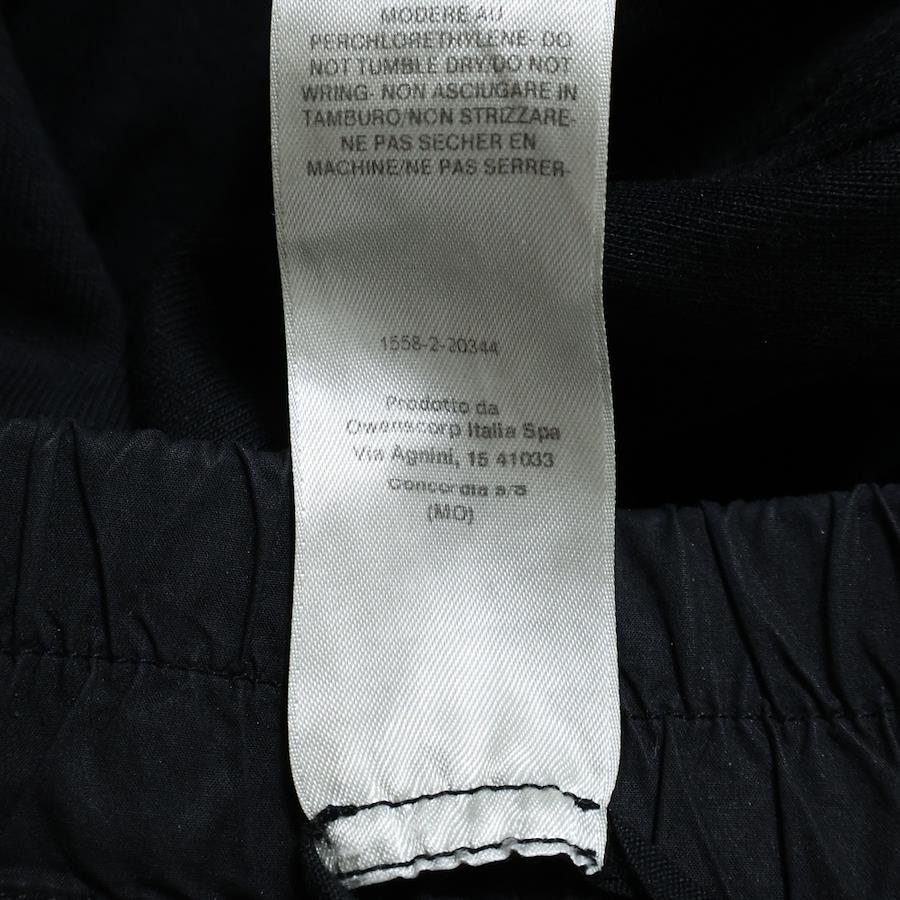 MODERE AU
PERCHLORETHYLENE- DO
NOT TUMBLE DRY/DO NOT
WRING- NON ASCIUGARE IN
TAMBURO/NON STRIZZARE-
NE PAS SECHER EN
MACHINE/NE PAS SERRER-
1558-2-20344
Prodotto da
Owenscorp Italia Spa
Via Agnini, 15 41033
Concordia s/S
(MO)